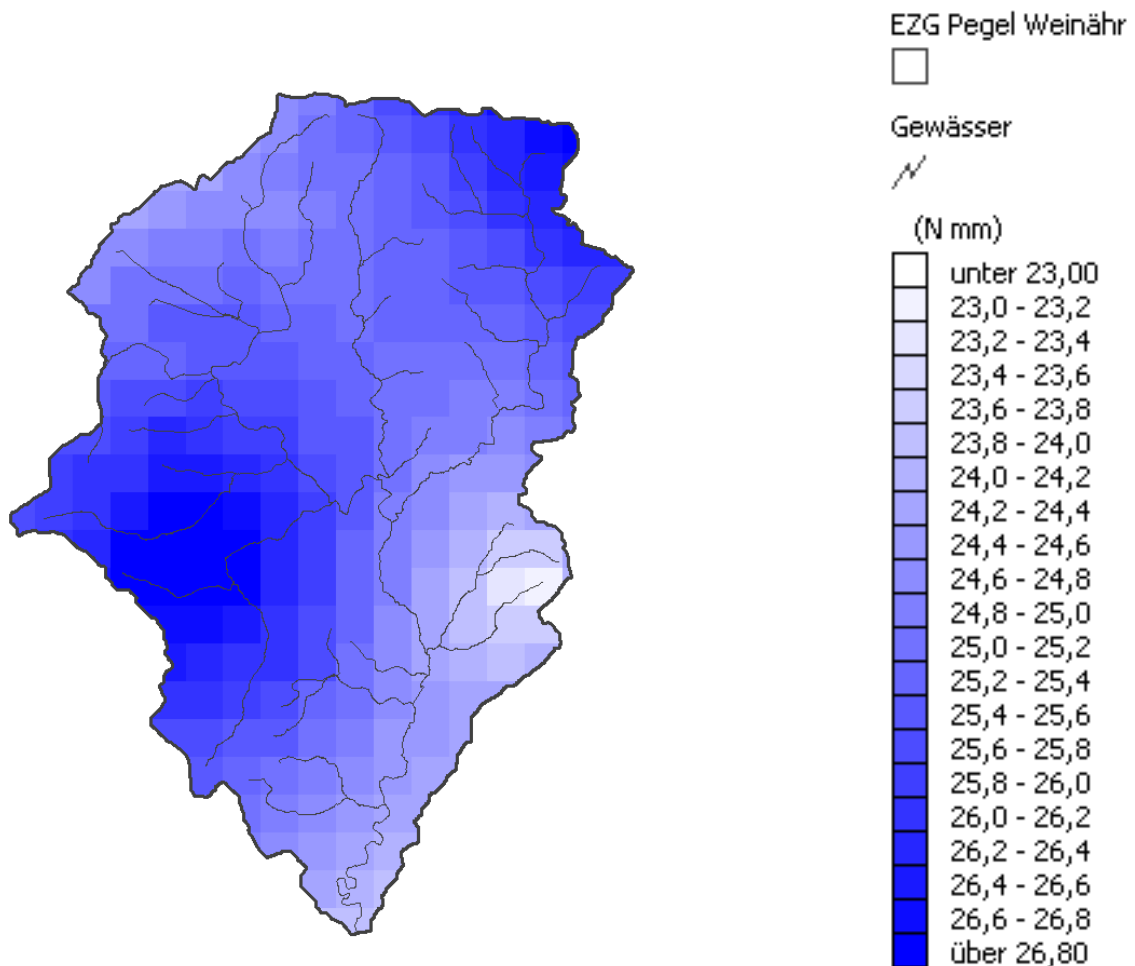 EZG Pegel Weinähr
Gewässer
(N mm)
unter 23,00
23,0 - 23,2
23,2 - 23,4
23,4 - 23,6
23,6 - 23,8
23,8 - 24,0
24,0 - 24,2
24,2 - 24,4
24,4 - 24,6
24,6 - 24,8
24,8 - 25,0
25,0 - 25,2
25,2 - 25,4
25,4 - 25,6
25,6 - 25,8
25,8 - 26,0
26,0 - 26,2
26,2 - 26,4
26,4 - 26,6
26,6 - 26,8
über 26,80